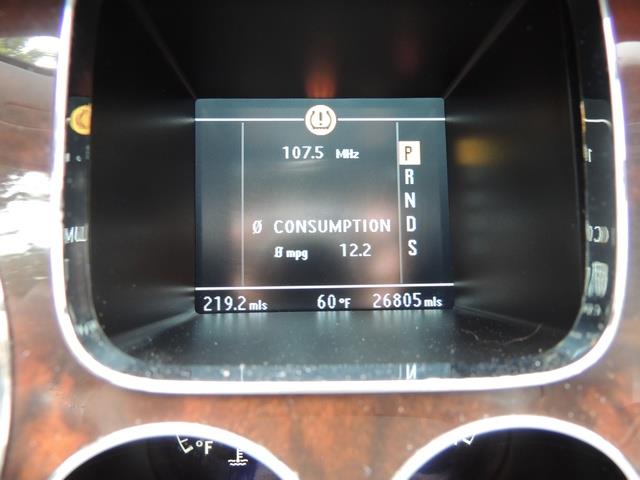 107.5 MHz
P
R
N
D
S
Ø CONSUMPTION
Ø mpg 12.2
219.2 mls 60°F 26805 mls
°F